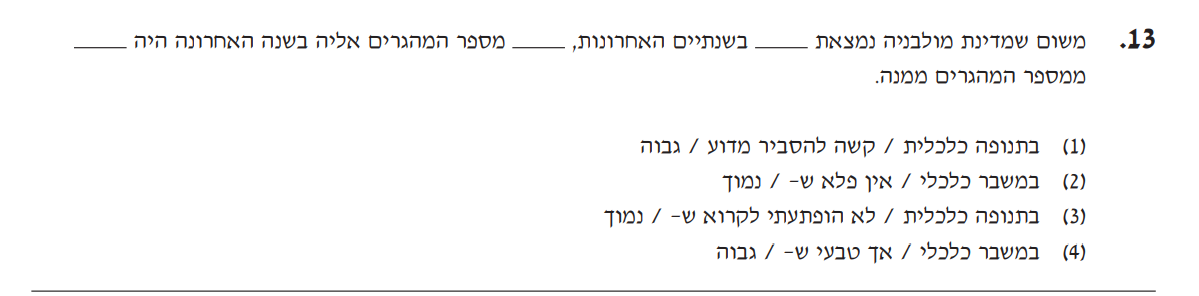 13. משום שמדינת מולבניה נמצאת _____ בשנתיים האחרונות, _____ מספר המהגרים אליה בשנה האחרונה היה _____
ממספר המהגרים ממנה.
(1) בתנופה כלכלית / קשה להסביר מדוע / גבוה
(2) במשבר כלכלי / אין פלא ש- / נמוך
(3) בתנופה כלכלית / לא הופתעתי לקרוא ש- / נמוך
(4) במשבר כלכלי / אך טבעי ש- / גבוה